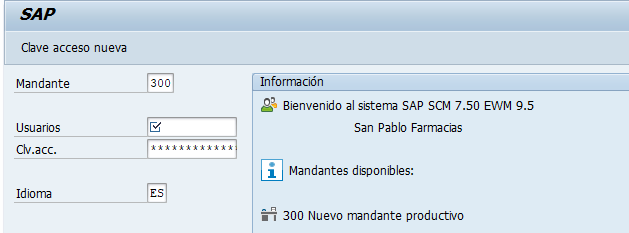 SAP
Clave acceso nueva
Mandante 300
Usuarios
Clv.acc. ************
Idioma ES
Información
Bienvenido al sistema SAP SCM 7.50 EWM 9.5
San Pablo Farmacias
Mandantes disponibles:
300 Nuevo mandante productivo